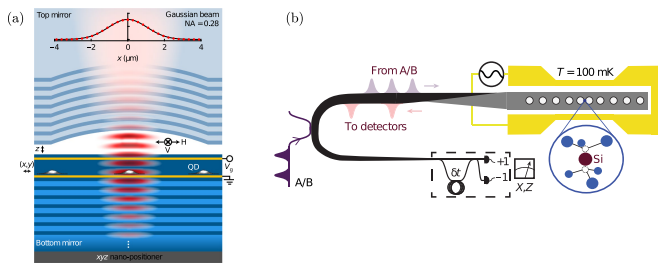 (a)
Top mirror
Gaussian beam
NA = 0.28
−4 −2 0 2 4
x (μm)
z
H
V
(x,y)
QD
Vg
Bottom mirror
xyz nano-positioner
(b)
From A/B
To detectors
A/B
T = 100 mK
Si
δt
+1
−1
X,Z